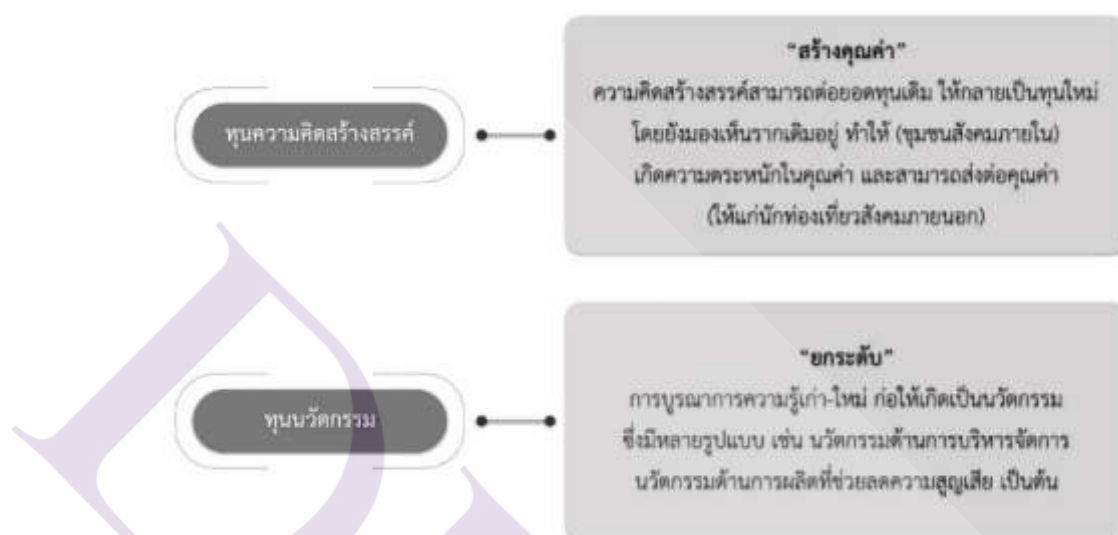 ทุนความคิดสร้างสรรค์
“สร้างคุณค่า”
ความคิดสร้างสรรค์สามารถต่อยอดทุนเดิม ให้กลายเป็นทุนใหม่
โดยยังมองเห็นรากเดิมอยู่ ทำให้ (ชุมชนสังคมภายใน)
เกิดความตระหนักในคุณค่า และสามารถส่งต่อคุณค่า
(ให้แก่นักท่องเที่ยวสังคมภายนอก)
ทุนนวัตกรรม
“ยกระดับ”
การบูรณาการความรู้เก่า-ใหม่ ก่อให้เกิดเป็นนวัตกรรม
ซึ่งมีหลายรูปแบบ เช่น นวัตกรรมด้านการบริหารจัดการ
นวัตกรรมด้านการผลิตที่ช่วยลดความสูญเสีย เป็นต้น